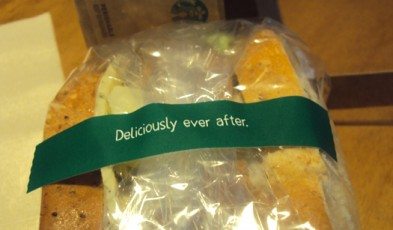 Deliciously ever after.